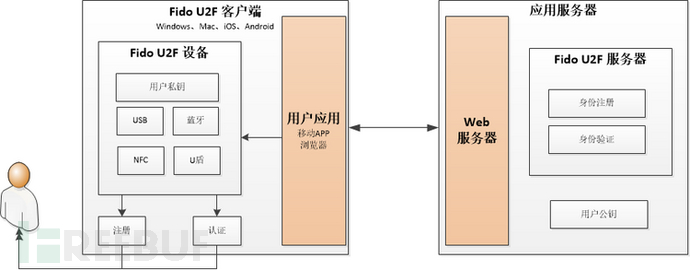 Fido U2F 客户端
Windows、Mac、iOS、Android
Fido U2F 设备
用户私钥
USB
蓝牙
NFC
U盾
注册
认证
用户应用
移动APP
浏览器
应用服务器
Web
服务器
Fido U2F 服务器
身份注册
身份验证
用户公钥
REEBUF